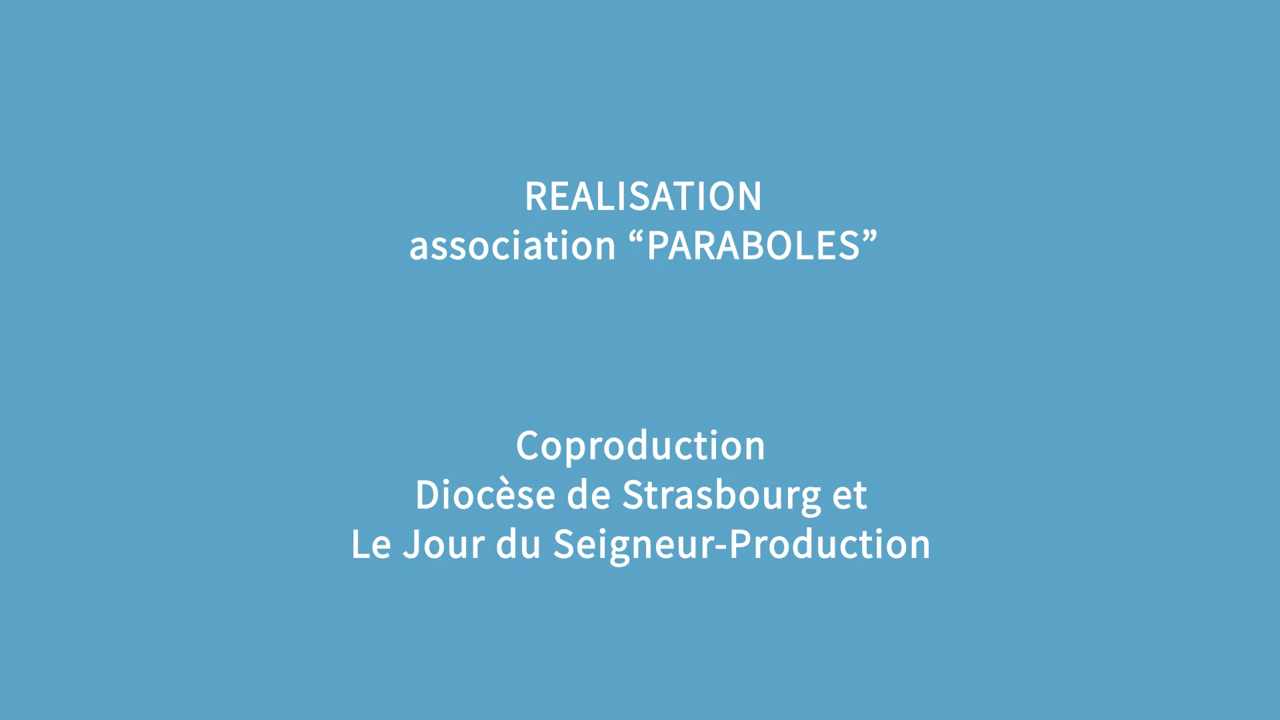 REALISATION
association “PARABOLES”
Coproduction
Diocèse de Strasbourg et
Le Jour du Seigneur-Production